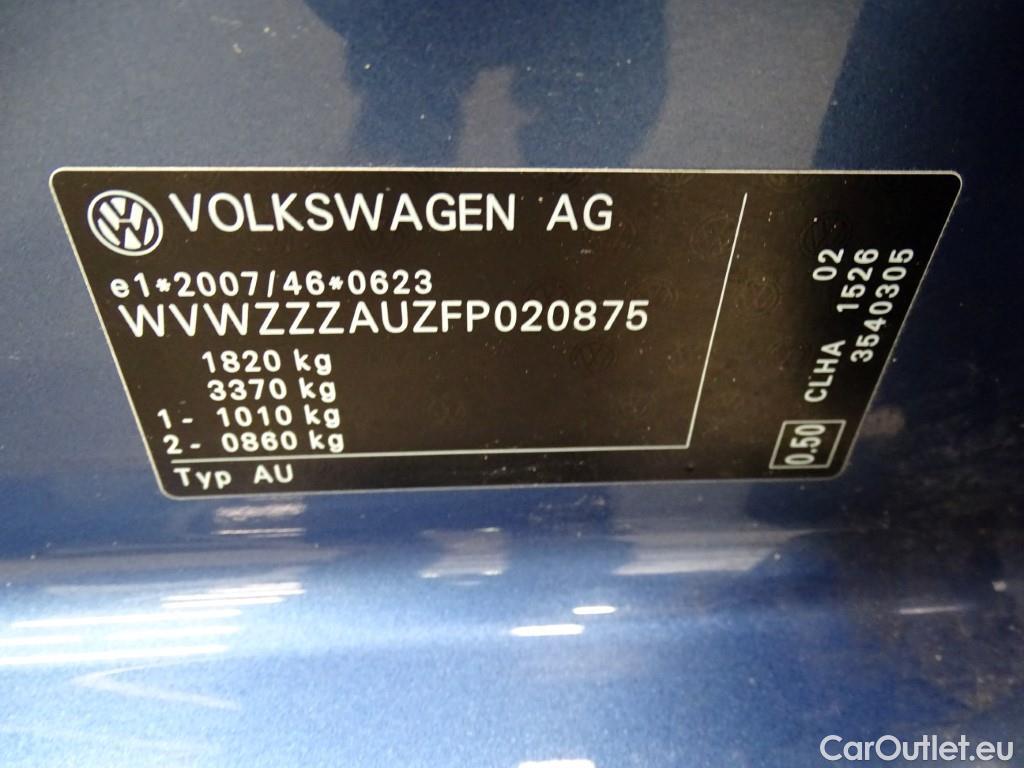 VOLKSWAGEN AG
e1*2007/46*0623
WVWZZZAUZFP020875
1820 kg
3370 kg
1 - 1010 kg
2 - 0860 kg
Typ AU
02
CLHA 1526
3540305
0.50
CarOutlet.eu